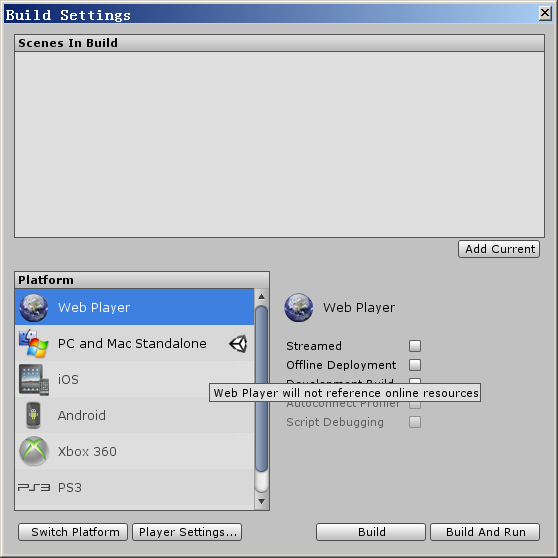 Build Settings
Scenes In Build
Add Current
Platform
Web Player
PC and Mac Standalone
iOS
Android
Xbox 360
PS3
Web Player
Streamed
Offline Deployment
Development Build
Web Player will not reference online resources
Autoconnect Profiler
Script Debugging
Switch Platform
Player Settings...
Build
Build And Run